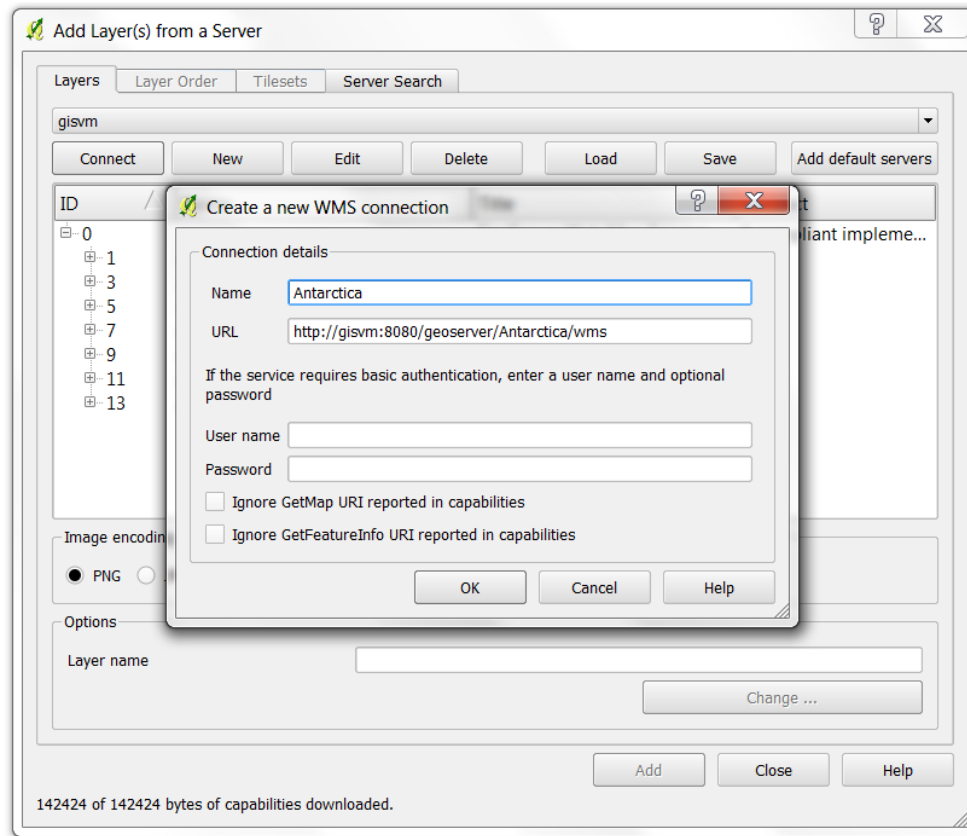 Add Layer(s) from a Server
Layers Layer Order Tilesets Server Search
gisvm
Connect New Edit Delete Load Save Add default servers
ID
0
1
3
5
7
9
11
13
Create a new WMS connection
Connection details
Name Antarctica
URL http://gisvm:8080/geoserver/Antarctica/wms
If the service requires basic authentication, enter a user name and optional
password
User name
Password
Ignore GetMap URI reported in capabilities
Ignore GetFeatureInfo URI reported in capabilities
OK Cancel Help
PNG
Options
Layer name
Change ...
Add Close Help
142424 of 142424 bytes of capabilities downloaded.